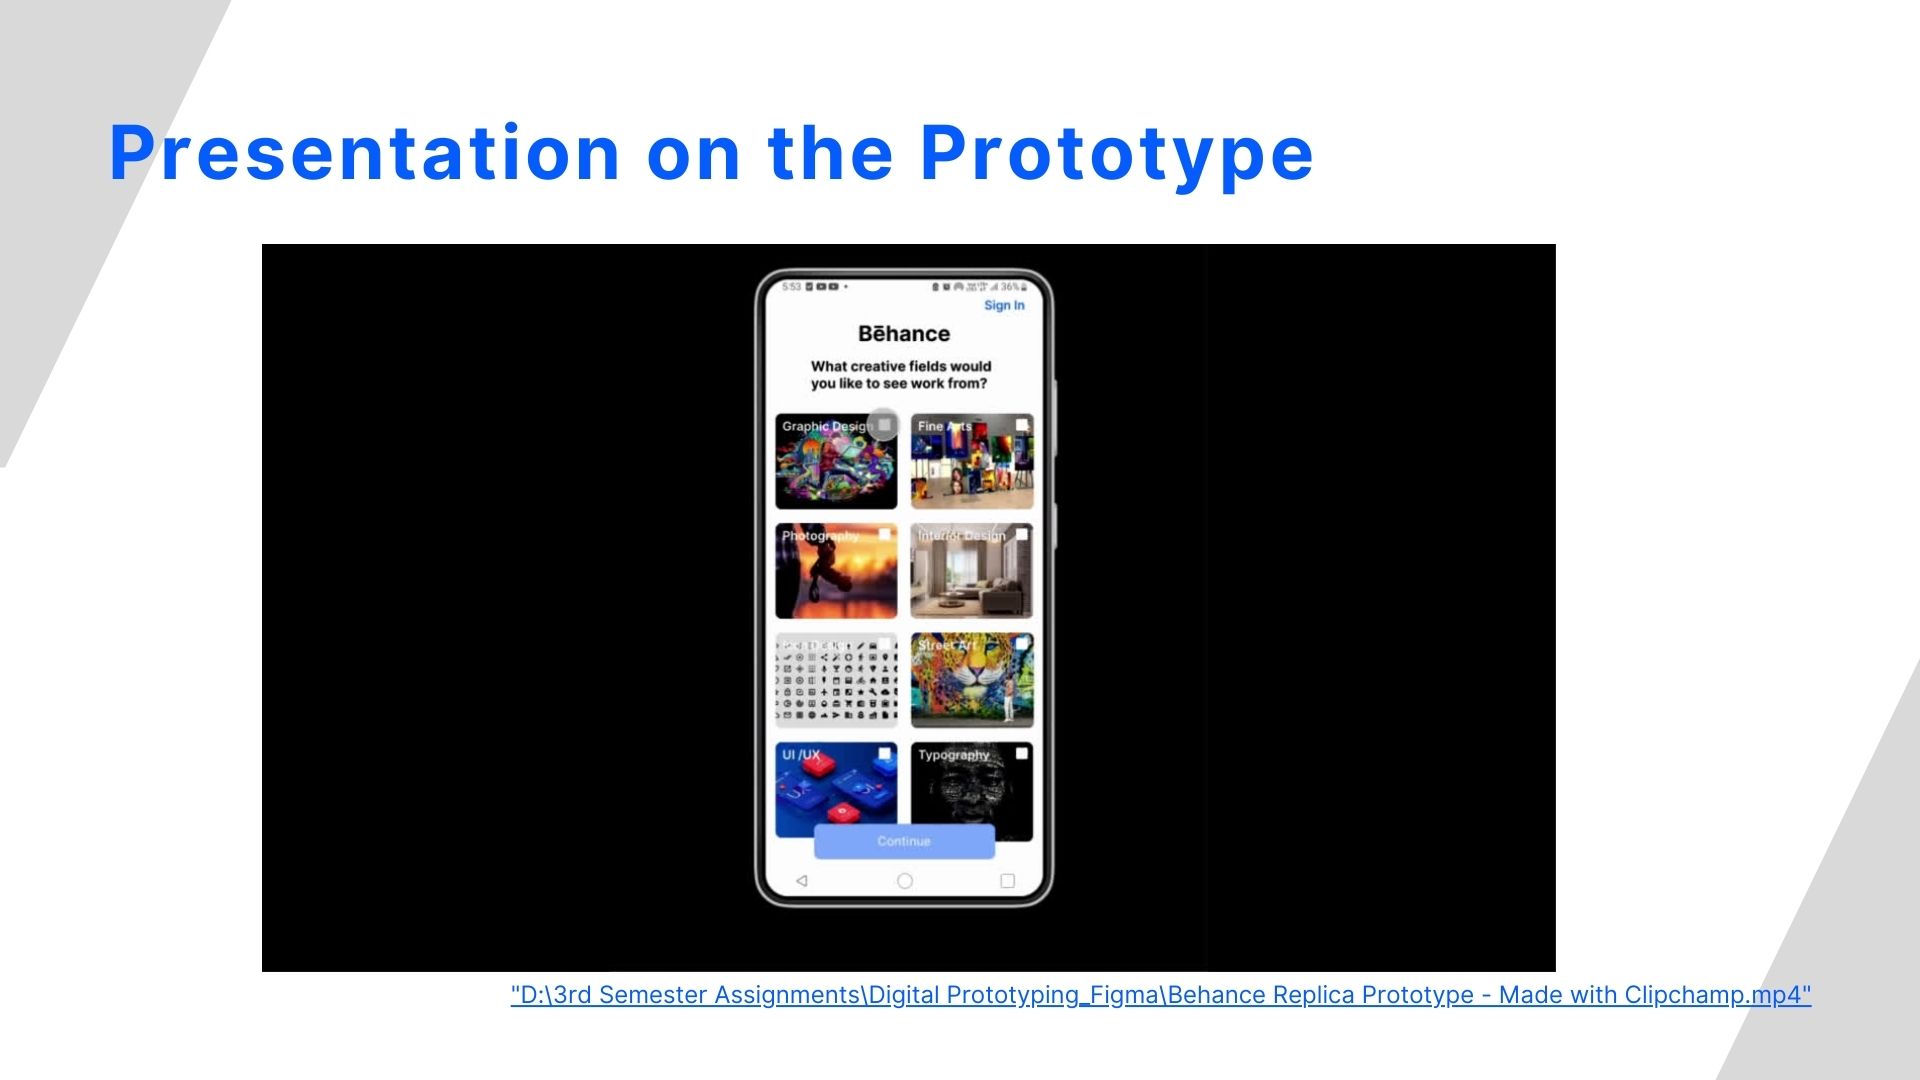 Presentation on the Prototype
5:53
36%
Sign In
Bēhance
What creative fields would
you like to see work from?
Graphic Design
Fine Arts
Photography
Interior Design
Street Art
UI /UX
Typography
Continue
"D:\3rd Semester Assignments\Digital Prototyping_Figma\Behance Replica Prototype - Made with Clipchamp.mp4"